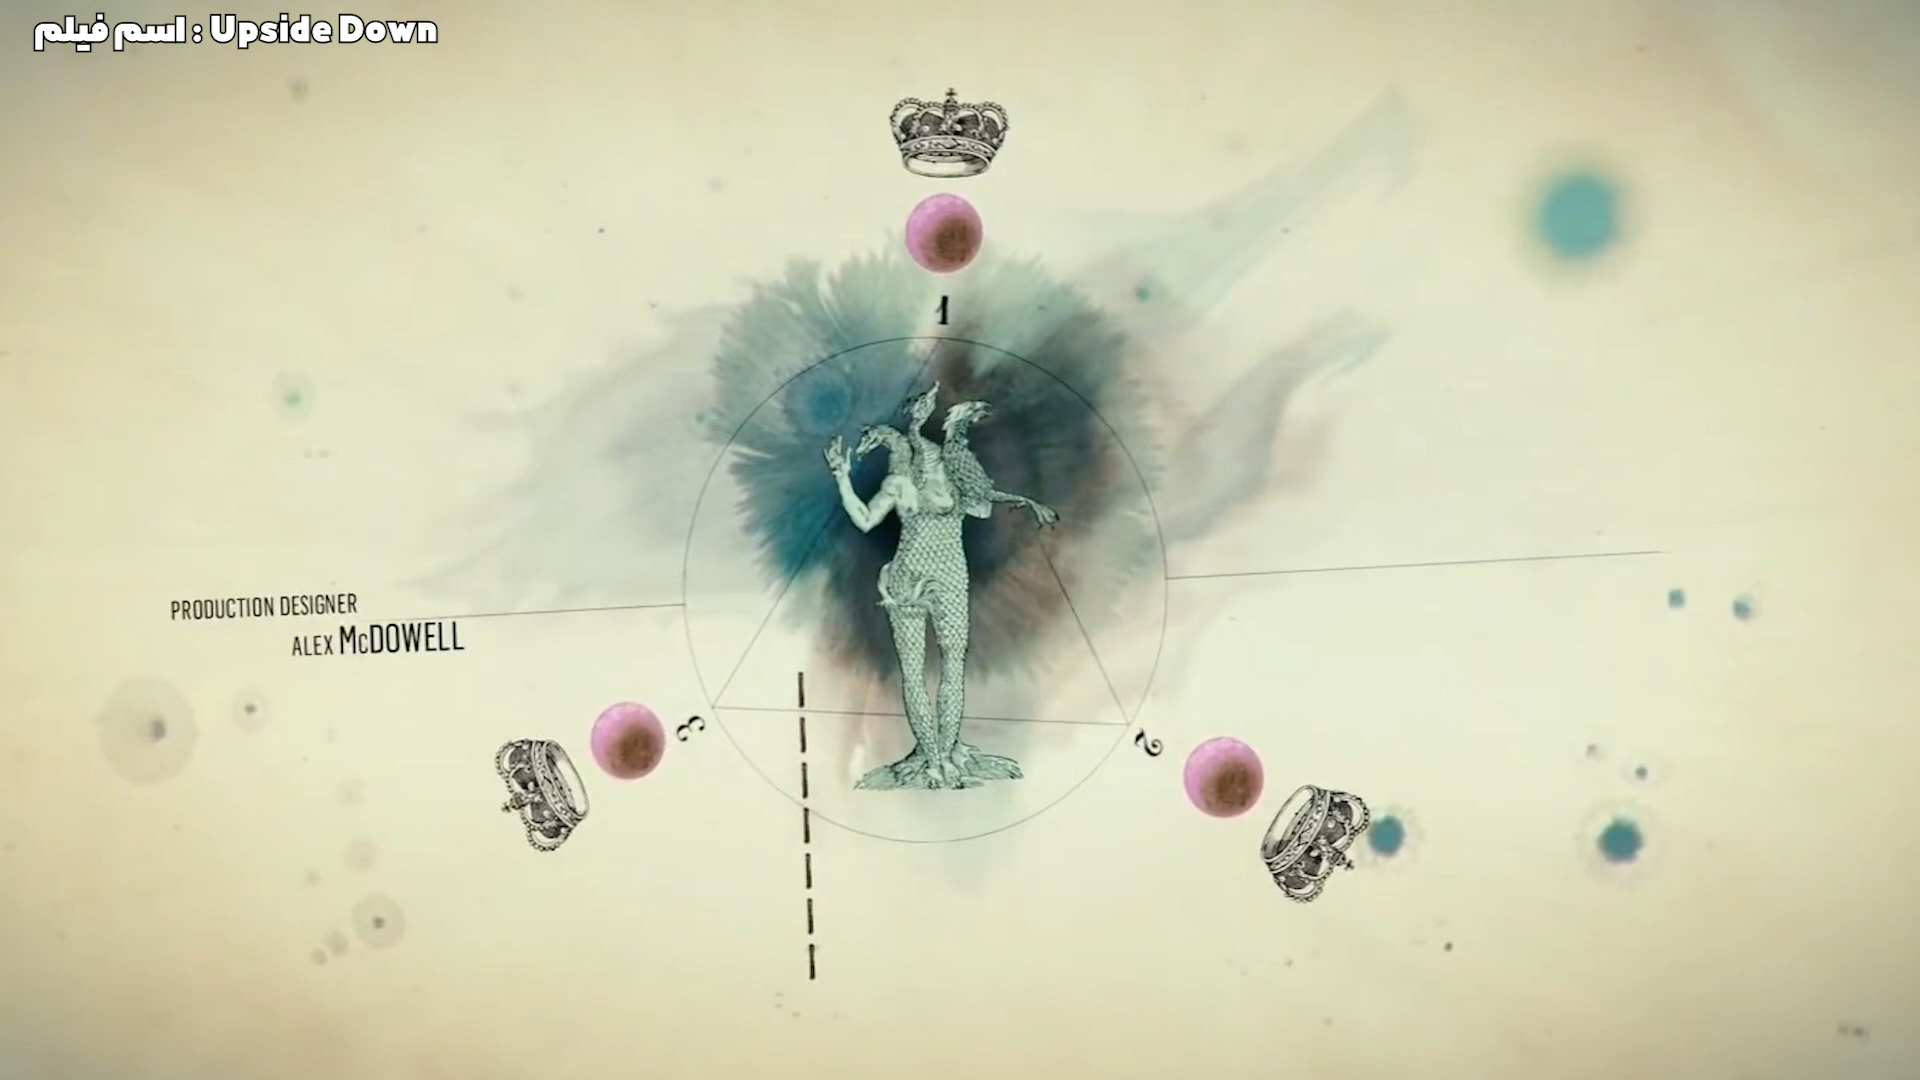 اسم فیلم : Upside Down
1
PRODUCTION DESIGNER
ALEX McDOWELL
3
2